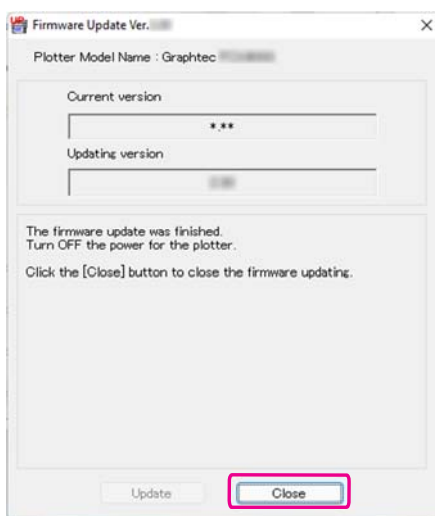 Firmware Update Ver.
Plotter Model Name : Graphtec
Current version
*.**
Updating version
The firmware update was finished.
Turn OFF the power for the plotter.
Click the [Close] button to close the firmware updating.
Update
Close